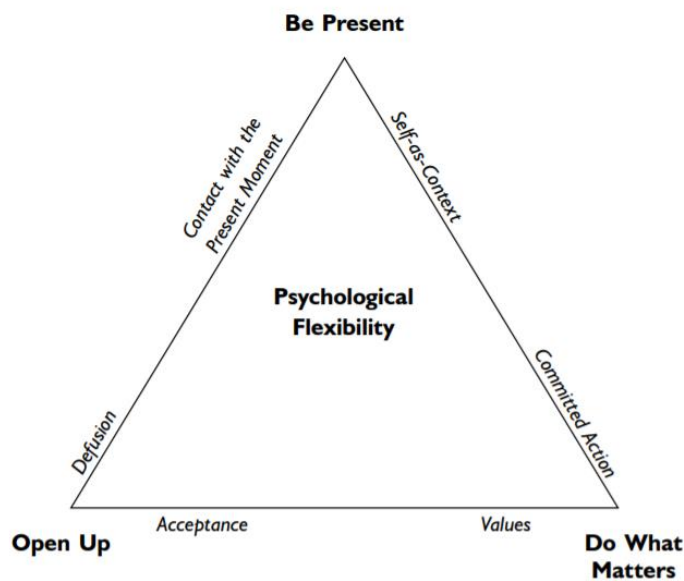 Be Present
Contact with the
Present Moment
Self-as-Context
Psychological
Flexibility
Defusion
Committed Action
Acceptance
Values
Open Up
Do What
Matters